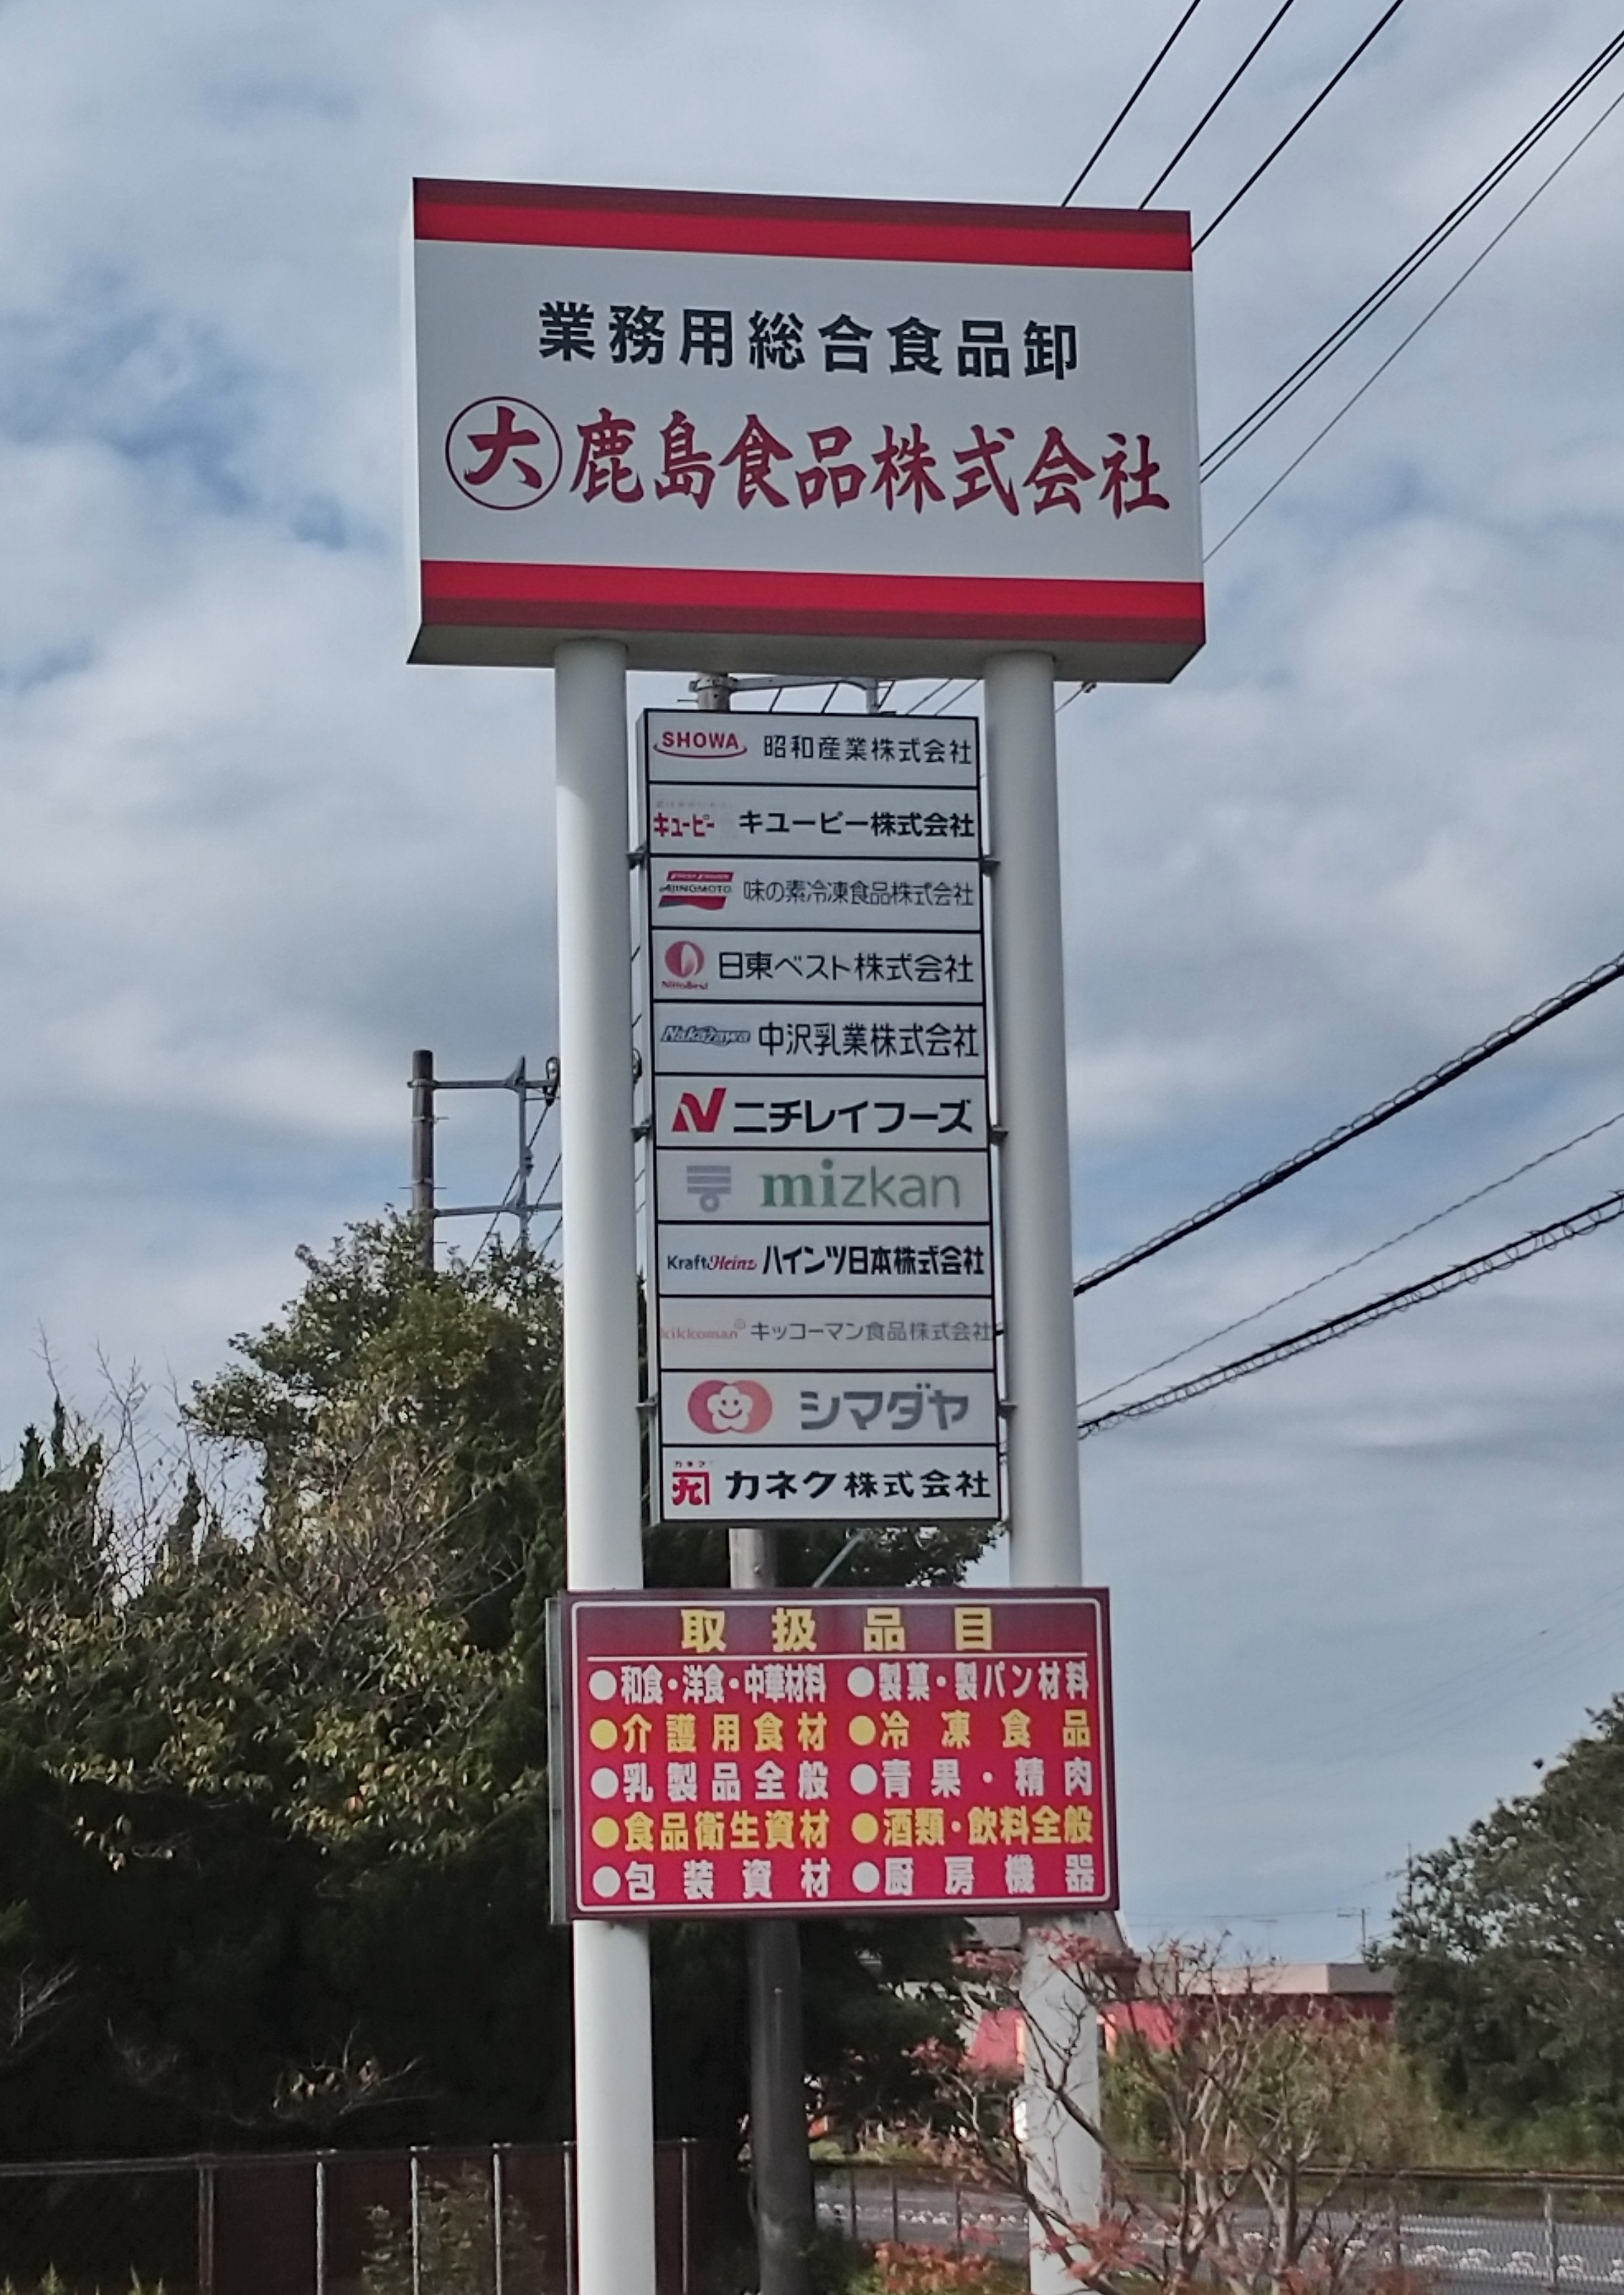 業務用総合食品卸
大 鹿島食品株式会社
SHOWA 昭和産業株式会社
キユーピー キユーピー株式会社
AJINOMOTO 味の素冷凍食品株式会社
NittoBest 日東ベスト株式会社
Nakazawa 中沢乳業株式会社
N ニチレイフーズ
mizkan
KraftHeinz ハインツ日本株式会社
kikkoman キッコーマン食品株式会社
シマダヤ
カネク カネク株式会社
取扱品目
●和食・洋食・中華材料 ●製菓・製パン材料
●介護用食材 ●冷凍食品
●乳製品全般 ●青果・精肉
●食品衛生資材 ●酒類・飲料全般
●包装資材 ●厨房機器